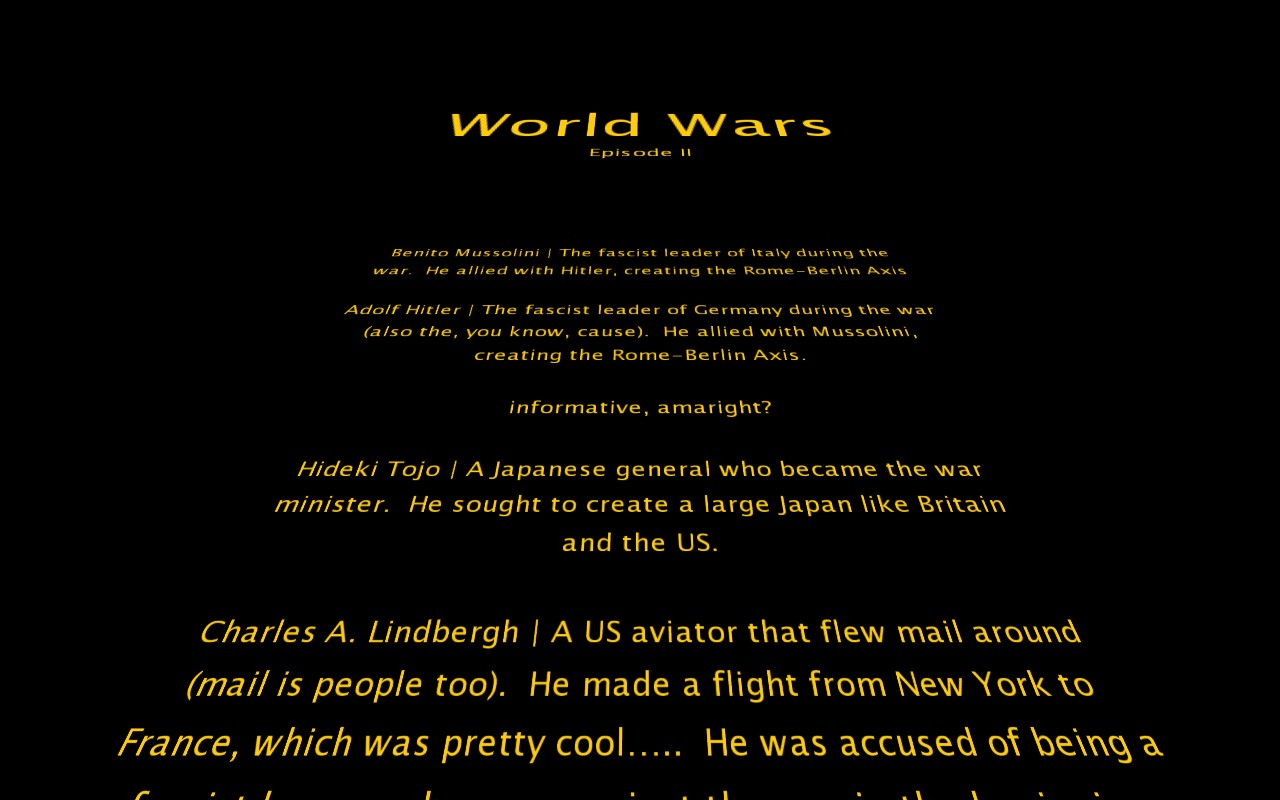 World Wars
Episode II
Benito Mussolini | The fascist leader of Italy during the
war.  He allied with Hitler, creating the Rome-Berlin Axis
Adolf Hitler | The fascist leader of Germany during the war
(also the, you know, cause).  He allied with Mussolini,
creating the Rome-Berlin Axis.
informative, amaright?
Hideki Tojo | A Japanese general who became the war
minister.  He sought to create a large Japan like Britain
and the US.
Charles A. Lindbergh | A US aviator that flew mail around
(mail is people too).  He made a flight from New York to
France, which was pretty cool.....  He was accused of being a